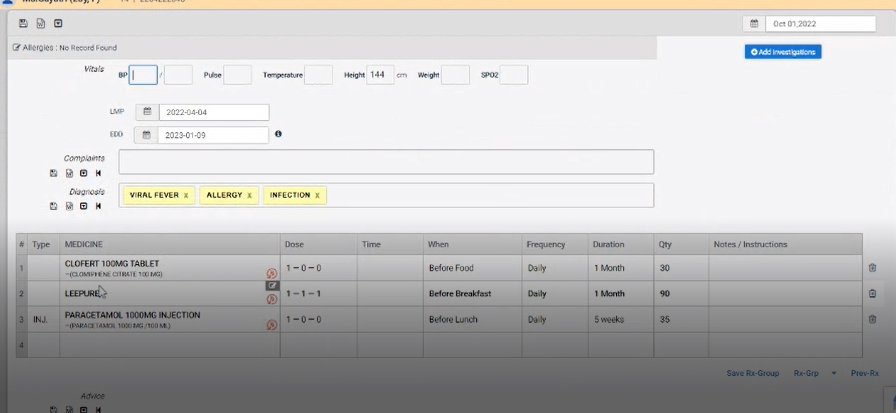 Oct 01,2022
Allergies : No Record Found
Add Investigations
Vitals BP / Pulse Temperature Height 144 cm Weight SPO2
LMP 2022-04-04
EDD 2023-01-09
Complaints
Diagnosis VIRAL FEVER x ALLERGY x INFECTION x
# Type MEDICINE Dose Time When Frequency Duration Qty Notes / Instructions
1 CLOFERT 100MG TABLET 1 – 0 – 0 Before Food Daily 1 Month 30
~(CLOMIPHENE CITRATE 100 MG)
2 LEEPURE 1 – 1 – 1 Before Breakfast Daily 1 Month 90
3 INJ. PARACETAMOL 1000MG INJECTION 1 – 0 – 0 Before Lunch Daily 5 weeks 35
~(PARACETAMOL 1000 MG /100 ML)
4
Save Rx-Group Rx-Grp Prev-Rx
Advice